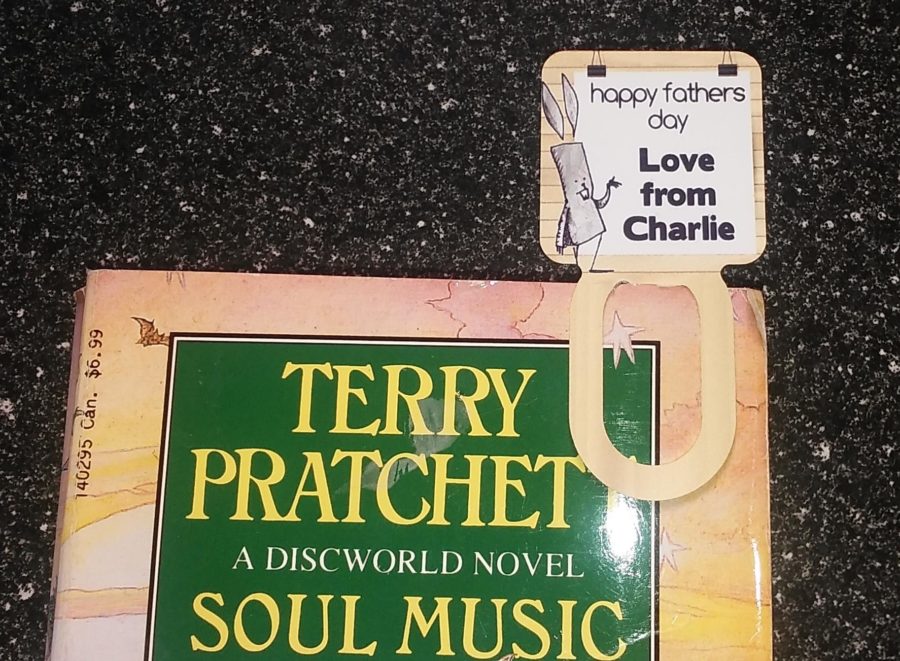 happy fathers
day
Love
from
Charlie
140295 Can. $6.99
TERRY
PRATCHETT
A DISCWORLD NOVEL
SOUL MUSIC